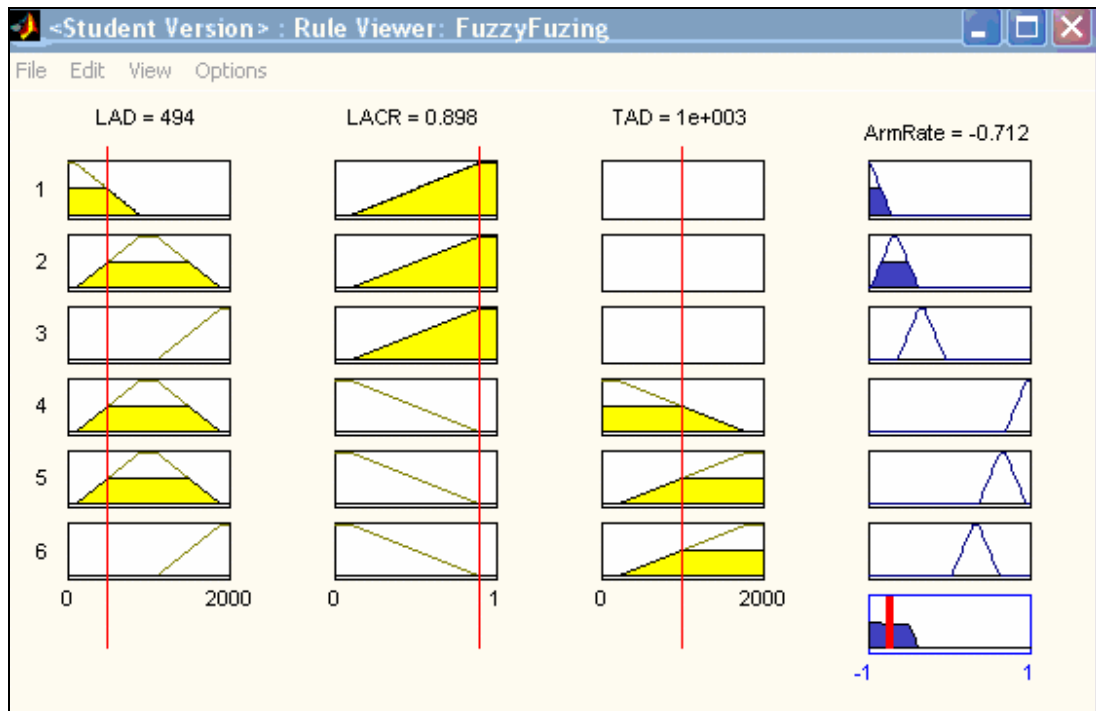 <Student Version> : Rule Viewer: FuzzyFuzing
File Edit View Options
LAD = 494 LACR = 0.898 TAD = 1e+003 ArmRate = -0.712
1
2
3
4
5
6
0 2000 0 1 0 2000
-1 1